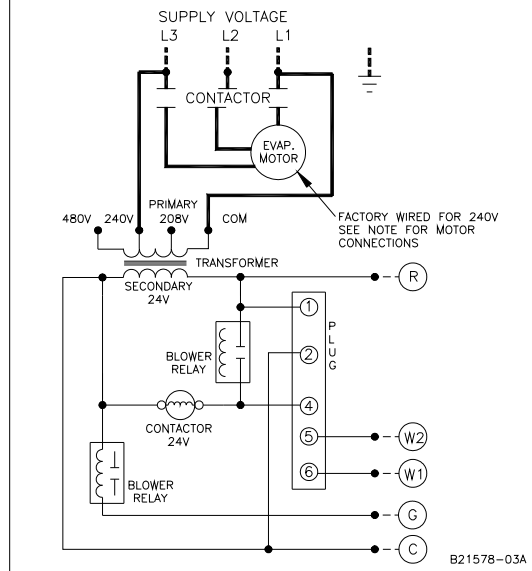 SUPPLY VOLTAGE
L3 L2 L1
CONTACTOR
EVAP.
MOTOR
PRIMARY
480V 240V 208V COM
FACTORY WIRED FOR 240V
SEE NOTE FOR MOTOR
CONNECTIONS
TRANSFORMER
SECONDARY
24V
R
1
PLUG
2
BLOWER
RELAY
4
CONTACTOR
24V
5 W2
6 W1
BLOWER
RELAY
G
C
B21578-03A